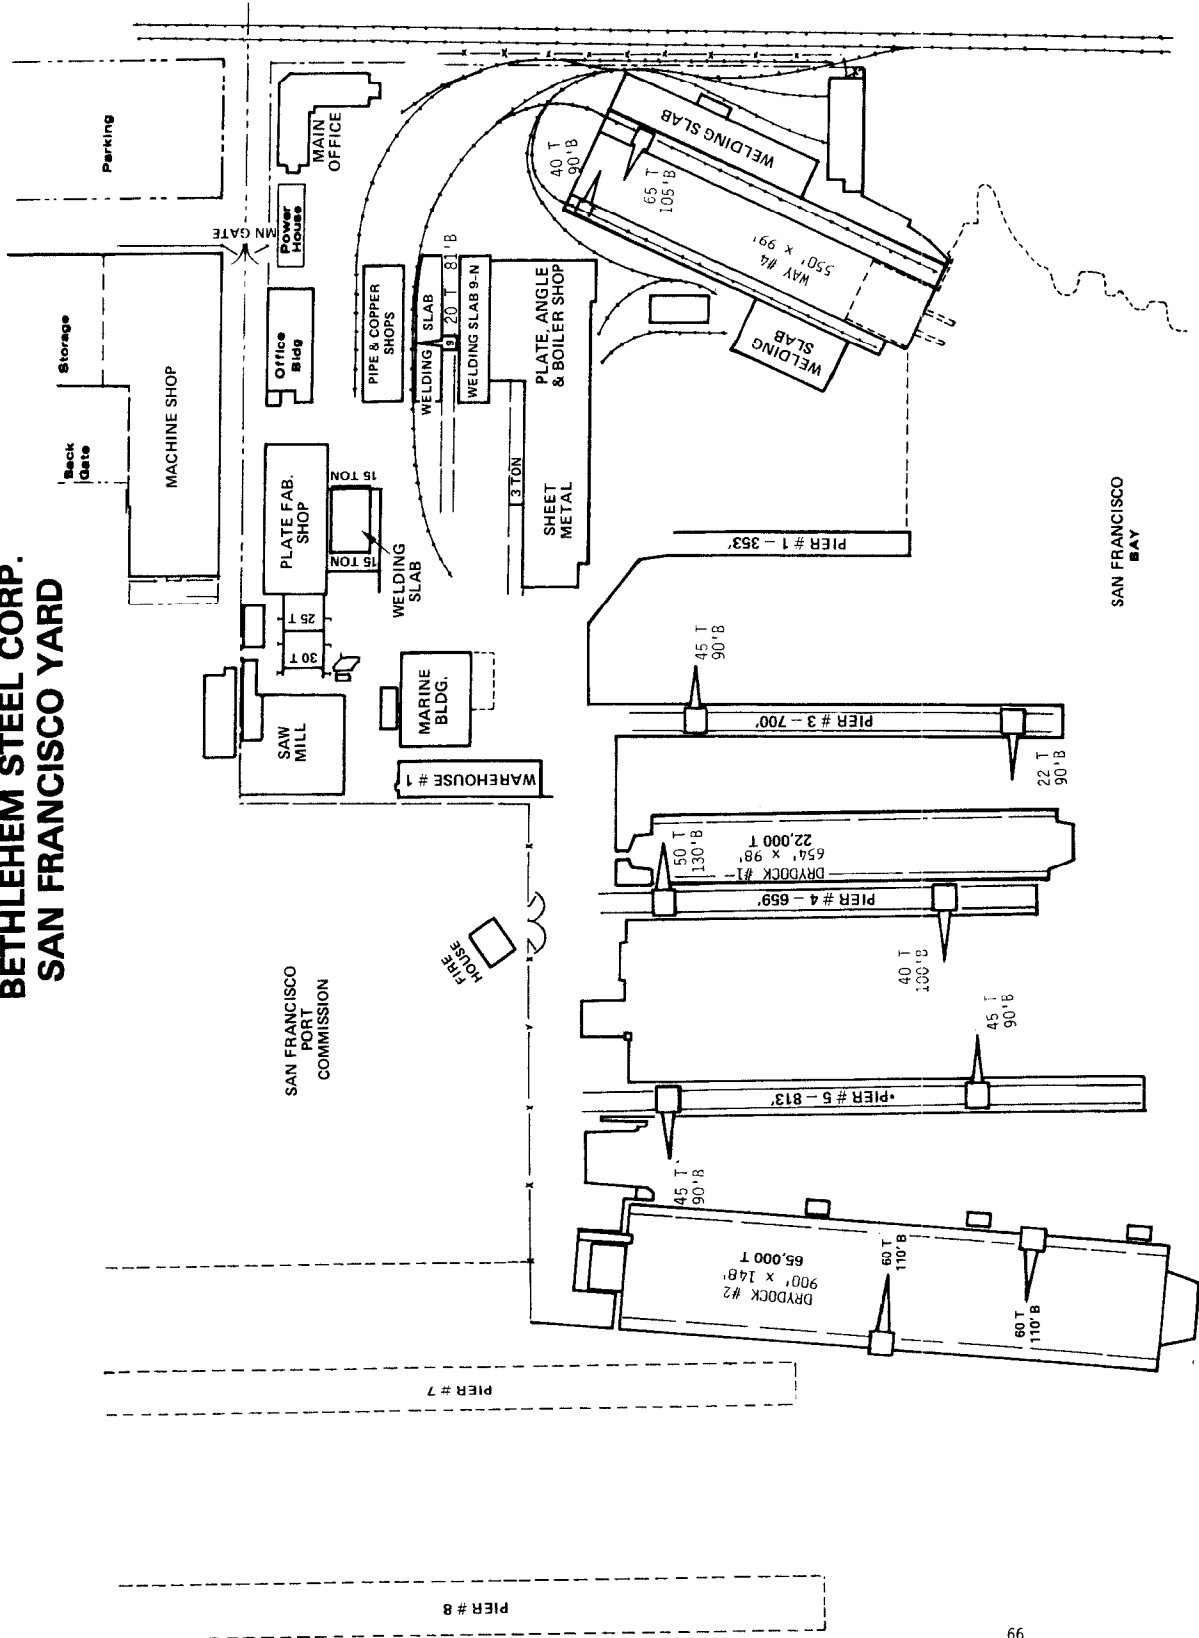 BETHLEHEM STEEL CORP.
SAN FRANCISCO YARD
Parking
Storage
Back
Gate
MACHINE SHOP
MN GATE
MAIN
OFFICE
Power
House
Office
Bldg
PLATE FAB.
SHOP
15 TON
15 TON
WELDING
SLAB
25 T
30 T
SAW
MILL
MARINE
BLDG.
WAREHOUSE # 1
PIPE & COPPER
SHOPS
WELDING SLAB
20 T 81'B
9
WELDING SLAB 9-N
PLATE, ANGLE
& BOILER SHOP
3 TON
SHEET
METAL
40 T
90'B
65 T
105'B
WELDING SLAB
WAY #4
550' x 99'
WELDING
SLAB
PIER # 1 – 353'
SAN FRANCISCO
BAY
45 T
90'B
PIER # 3 – 700'
22 T
90'B
50 T
130'B
DRYDOCK #1
654' x 98'
22,000 T
PIER # 4 – 659'
40 T
100'B
FIRE
HOUSE
SAN FRANCISCO
PORT
COMMISSION
45 T
90'B
•PIER # 5 – 813'
45 T
90'B
DRYDOCK #2
900' x 148'
65,000 T
60 T
110' B
60 T
110' B
PIER # 7
PIER # 8
66